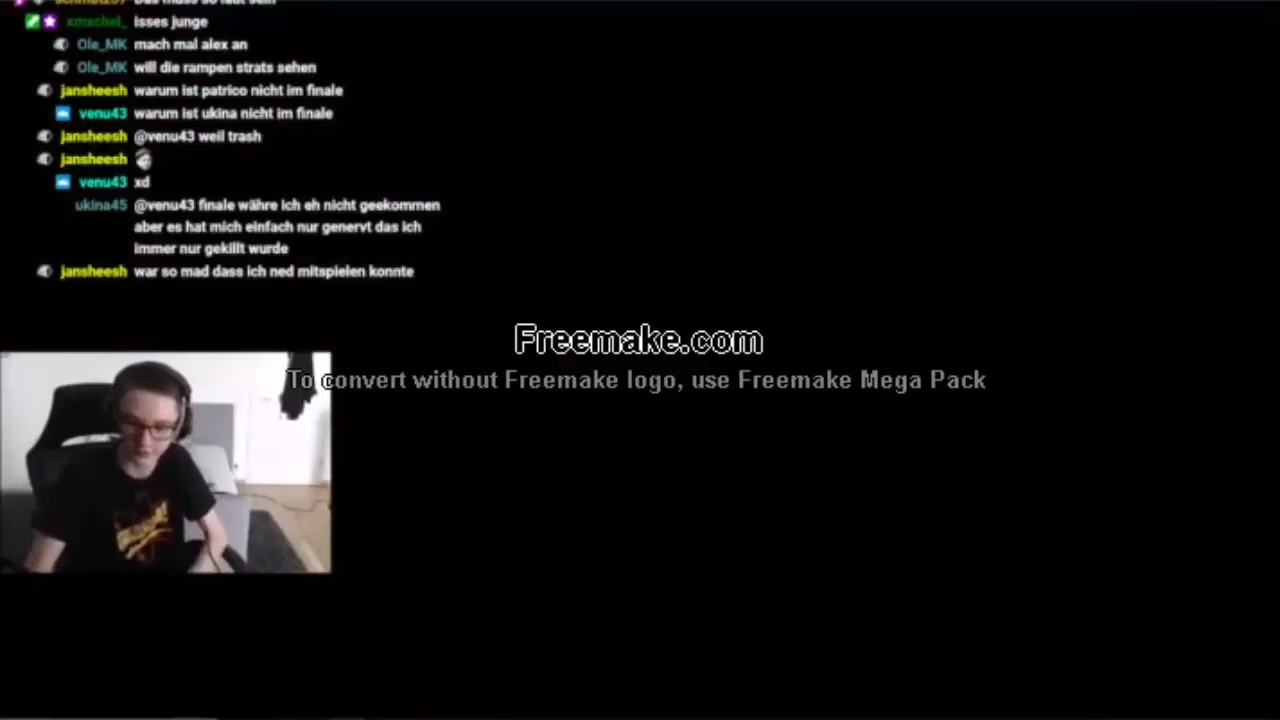 Das muss so laut sein
xmxchel_ isses junge
Ole_MK mach mal alex an
Ole_MK will die rampen strats sehen
jansheesh warum ist patrico nicht im finale
venu43 warum ist ukina nicht im finale
jansheesh @venu43 weil trash
jansheesh
venu43 xd
ukina45 @venu43 finale währe ich eh nicht geekommen
aber es hat mich einfach nur genervt das ich
immer nur gekillt wurde
jansheesh war so mad dass ich ned mitspielen konnte
Freemake.com
To convert without Freemake logo, use Freemake Mega Pack